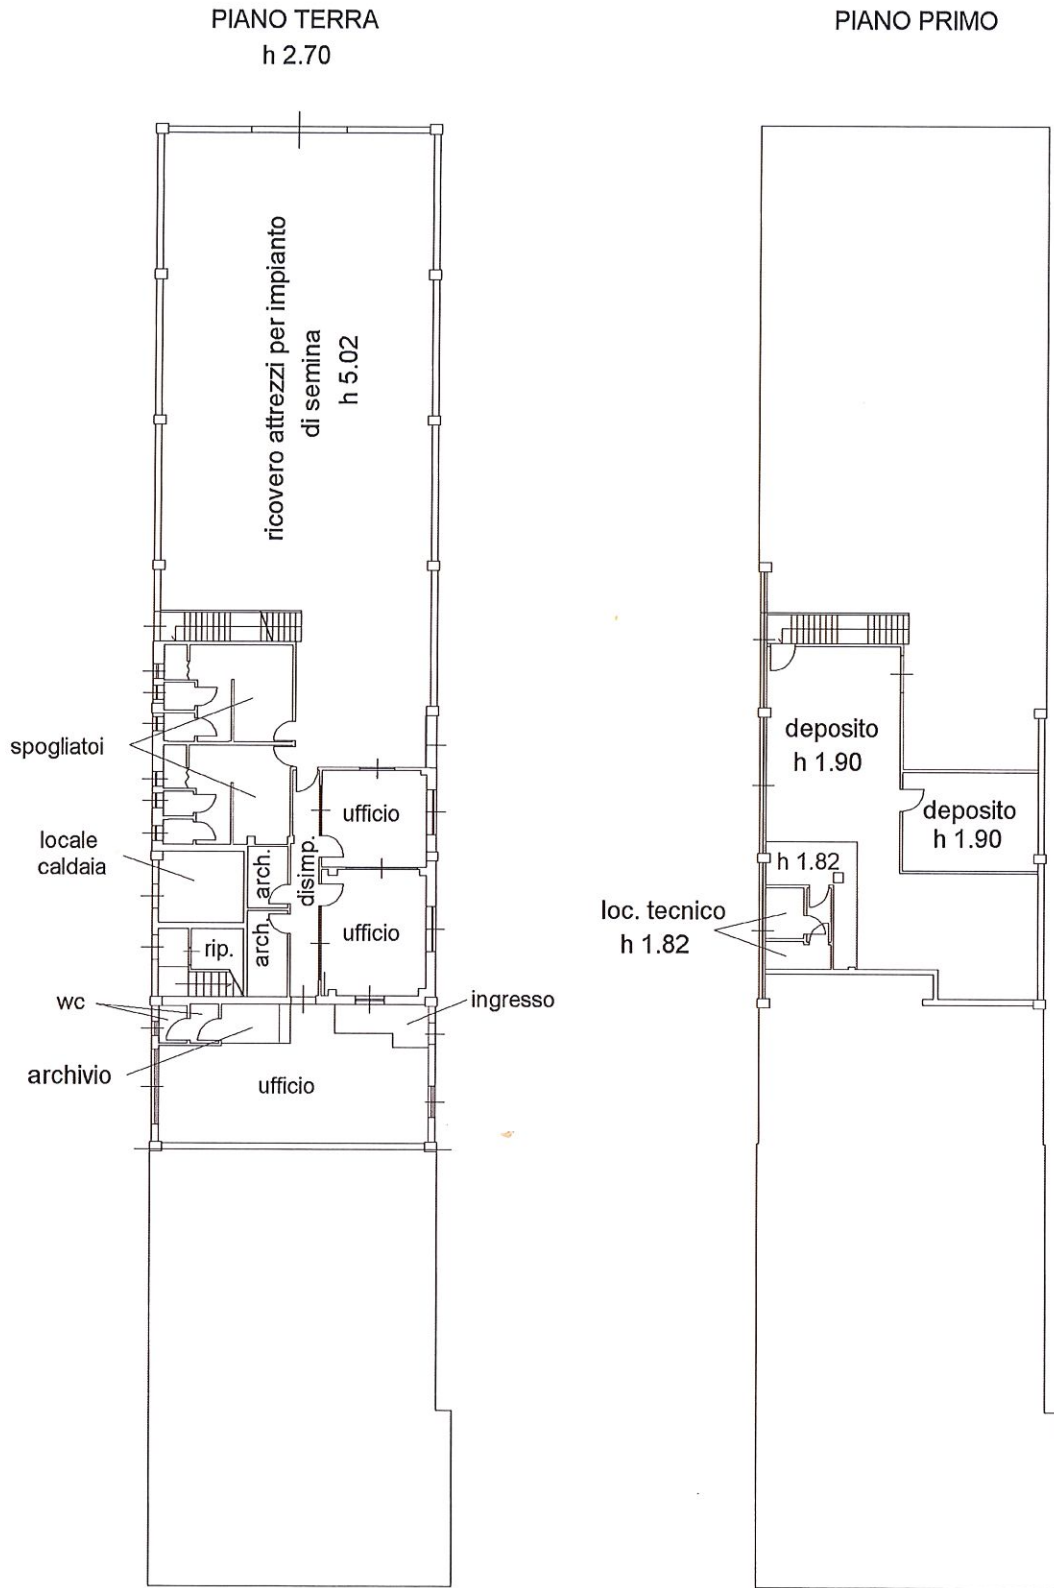 PIANO TERRA
h 2.70
PIANO PRIMO
ricovero attrezzi per impianto
di semina
h 5.02
spogliatoi
locale
caldaia
ufficio
disimp.
arch.
arch.
ufficio
rip.
wc
ingresso
archivio
ufficio
deposito
h 1.90
deposito
h 1.90
h 1.82
loc. tecnico
h 1.82